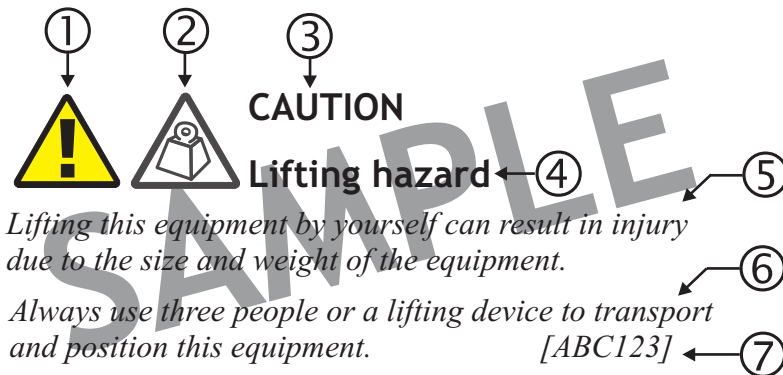 ① ② ③
CAUTION
Lifting hazard ④
⑤
Lifting this equipment by yourself can result in injury
due to the size and weight of the equipment.
⑥
Always use three people or a lifting device to transport
and position this equipment. [ABC123] ⑦
SAMPLE